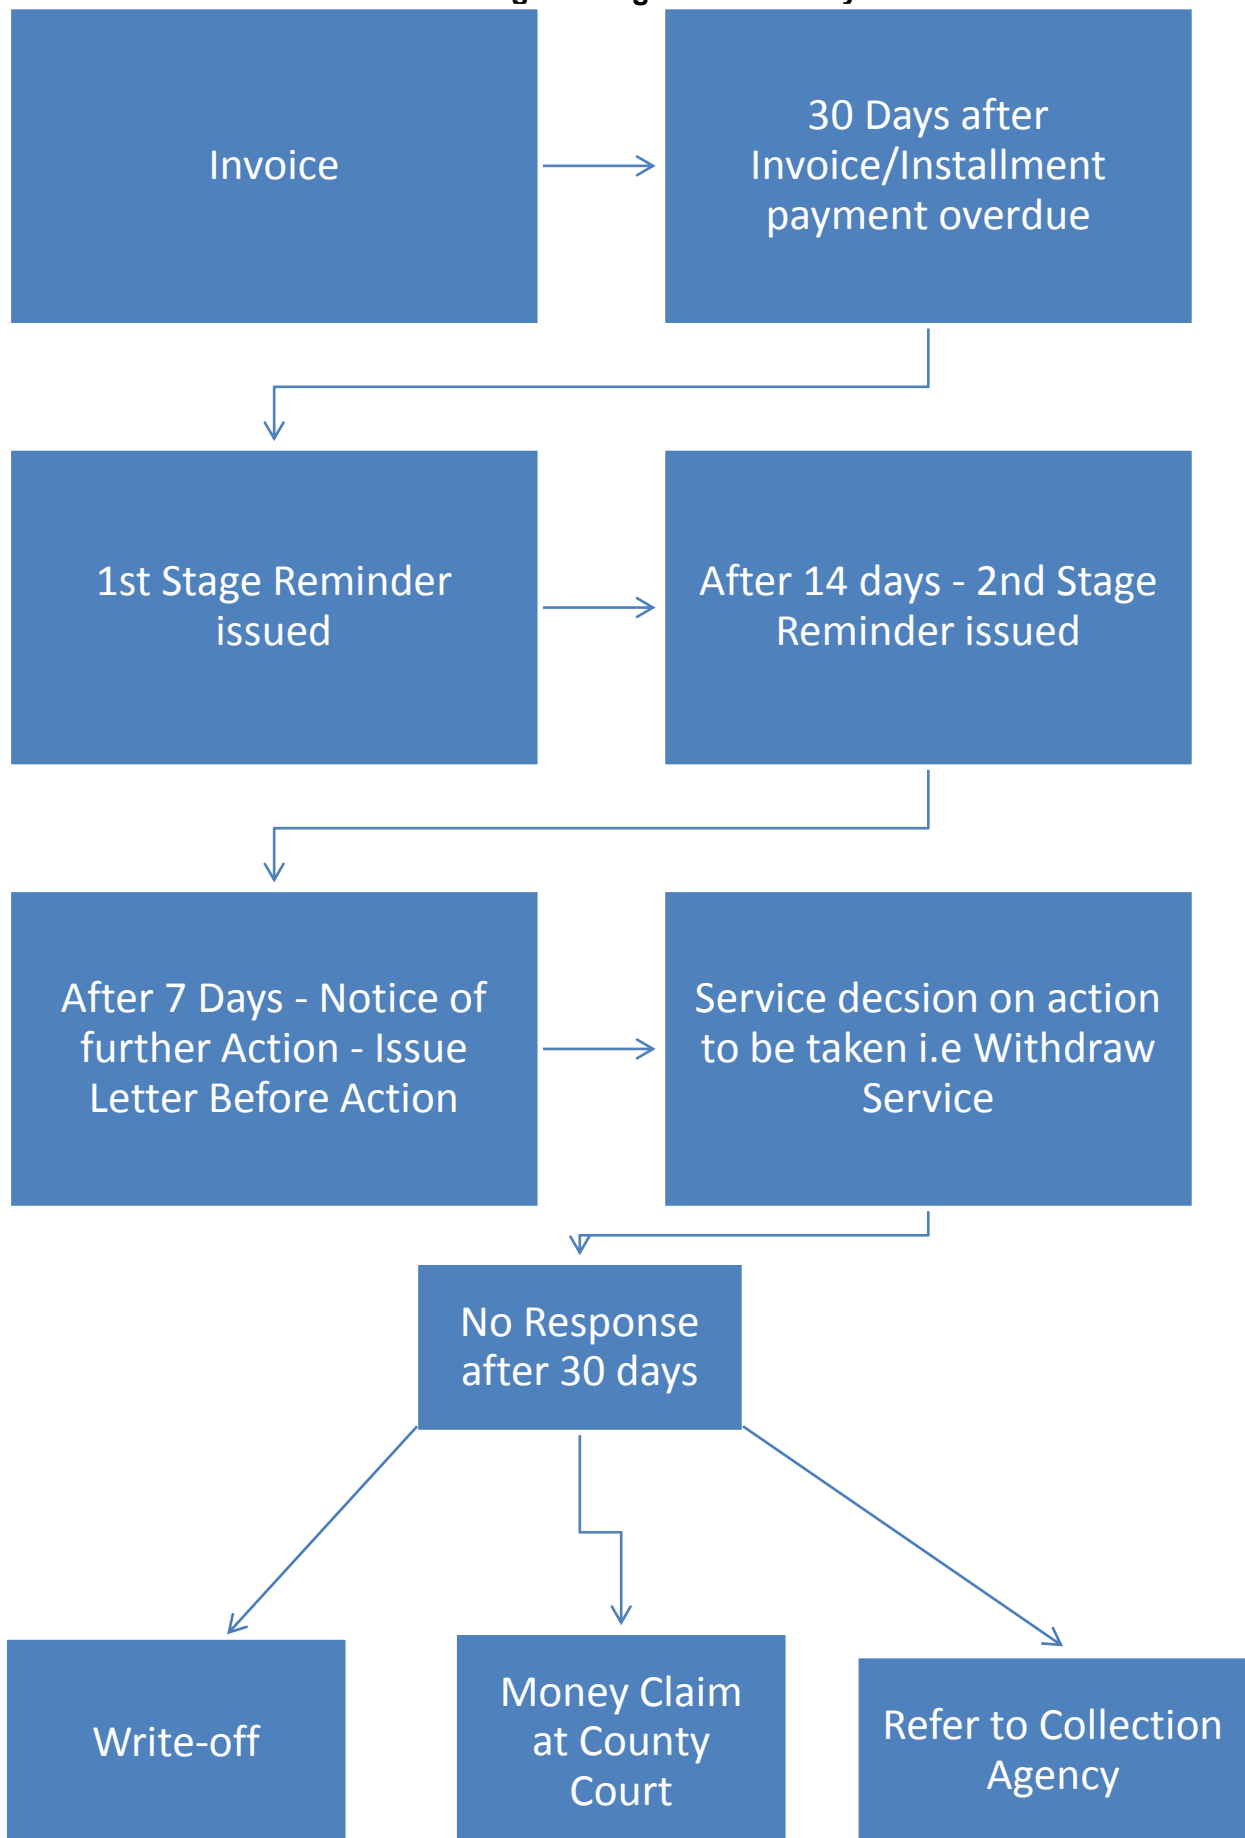 Invoice
30 Days after
Invoice/Installment
payment overdue
1st Stage Reminder
issued
After 14 days - 2nd Stage
Reminder issued
After 7 Days - Notice of
further Action - Issue
Letter Before Action
Service decsion on action
to be taken i.e Withdraw
Service
No Response
after 30 days
Write-off
Money Claim
at County
Court
Refer to Collection
Agency